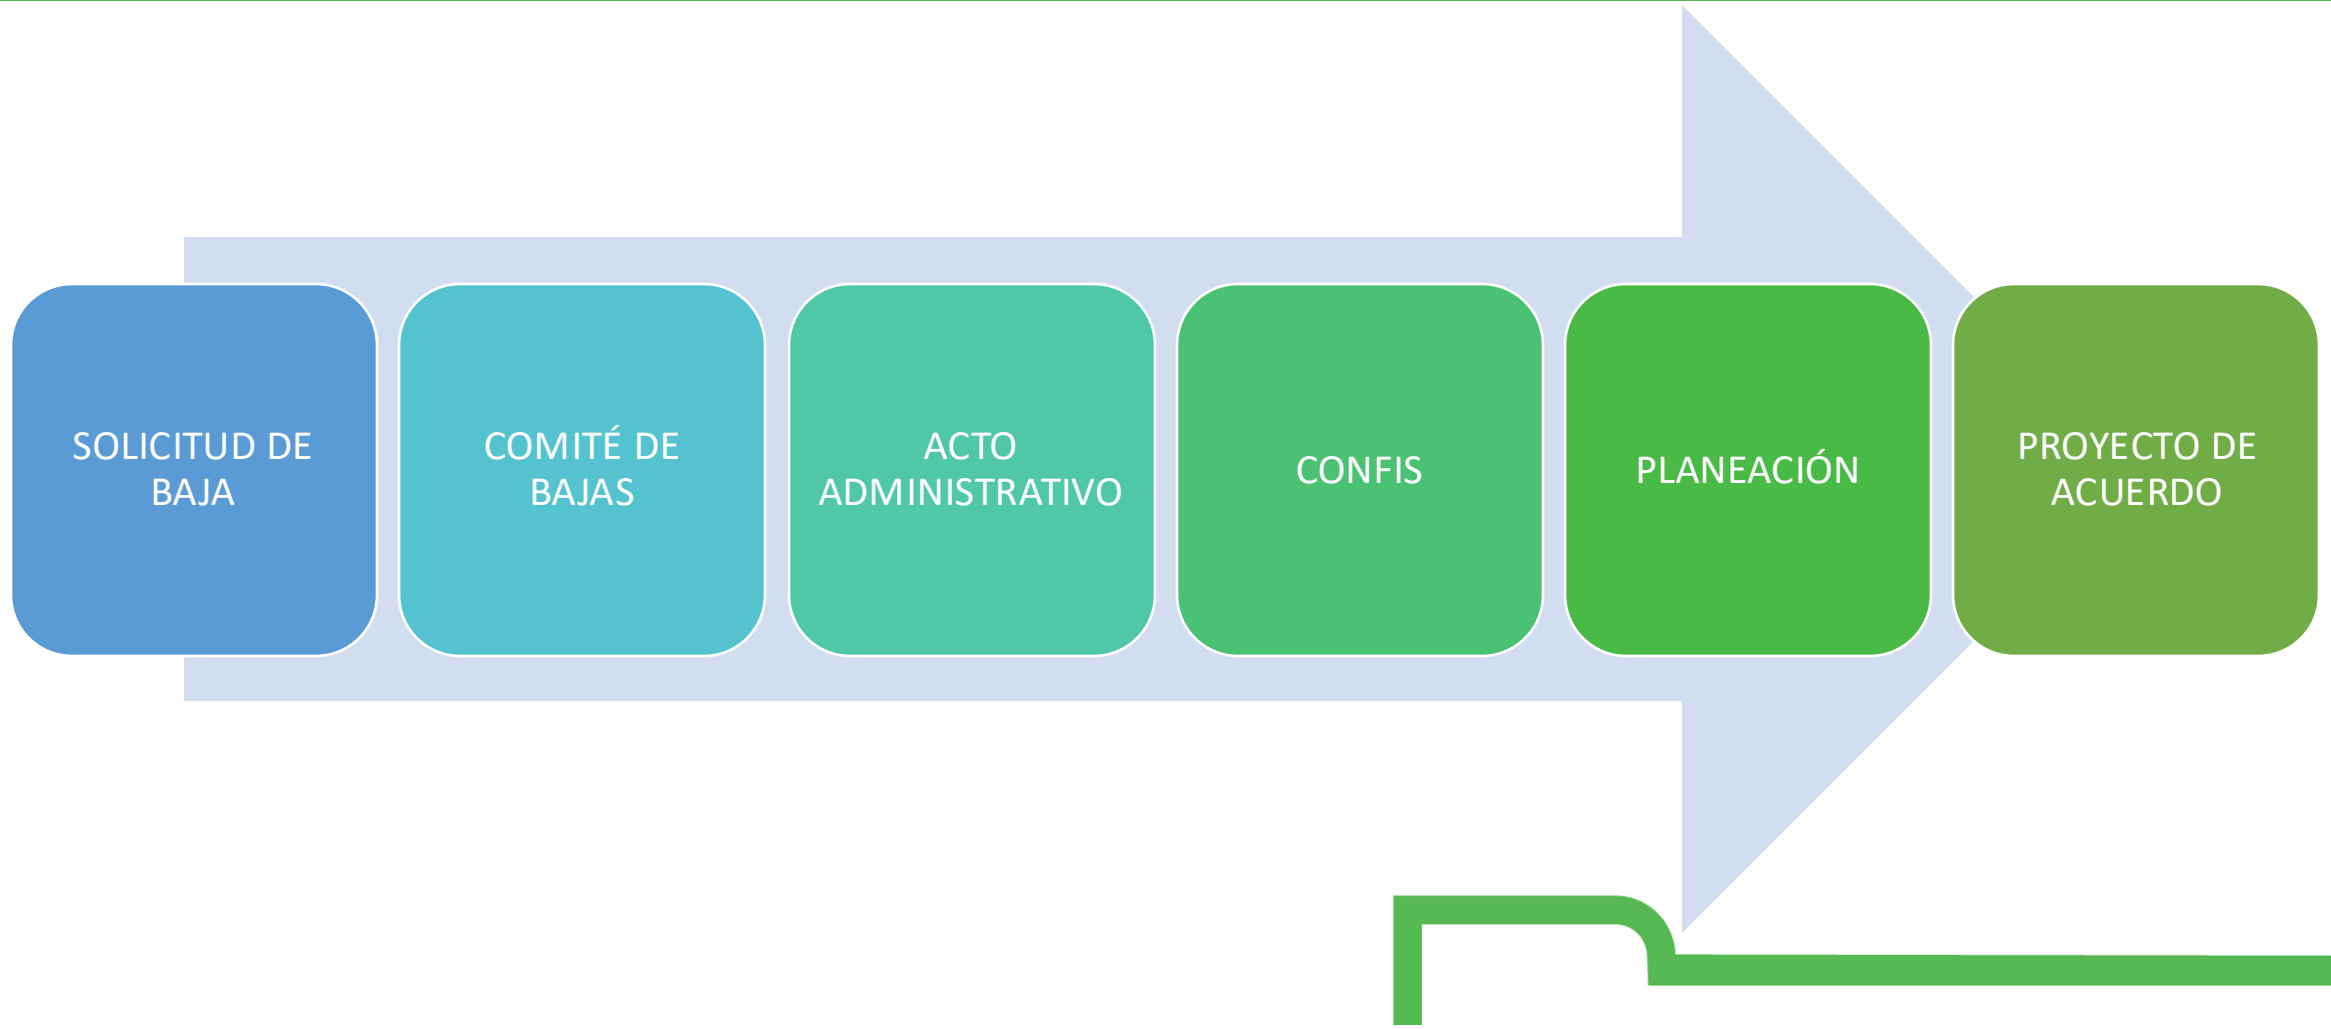 SOLICITUD DE
BAJA
COMITÉ DE
BAJAS
ACTO
ADMINISTRATIVO
CONFIS
PLANEACIÓN
PROYECTO DE
ACUERDO